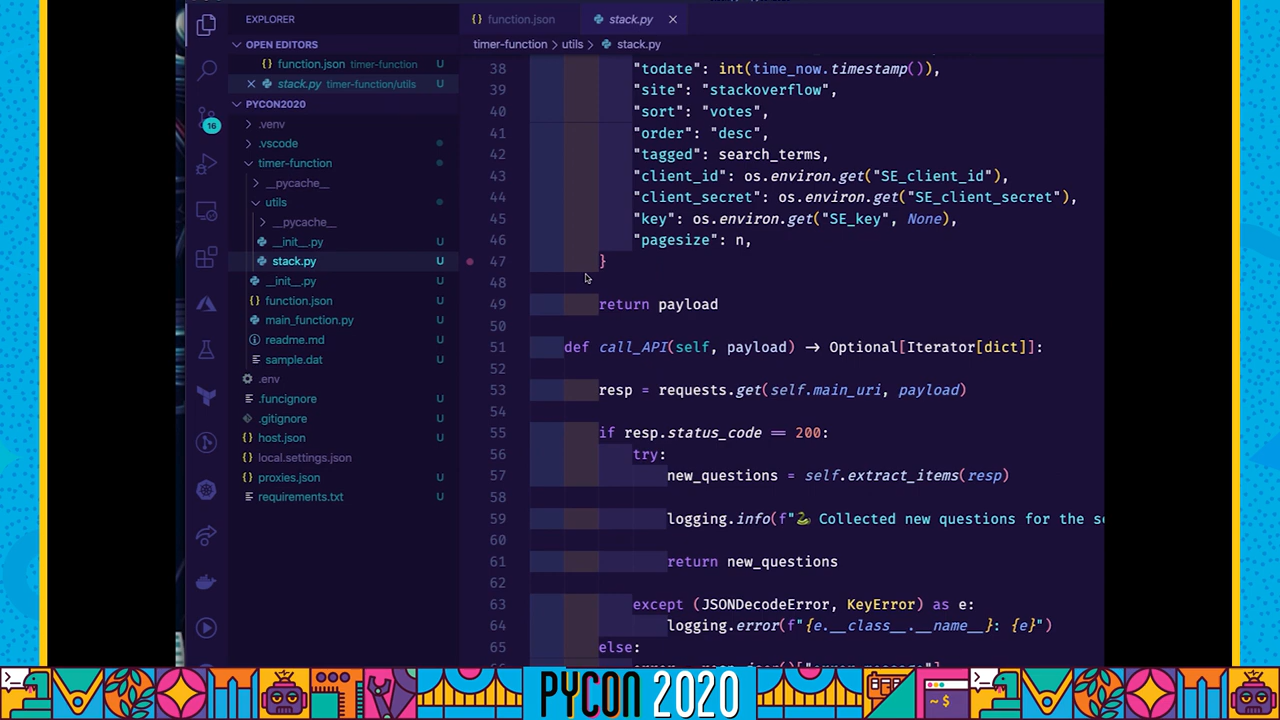 EXPLORER
OPEN EDITORS
function.json timer-function U
stack.py timer-function/utils U
PYCON2020
.venv
.vscode
timer-function
__pycache__
utils
__pycache__
__init__.py U
stack.py U
__init__.py U
function.json U
main_function.py U
readme.md U
sample.dat U
.env
.funcignore U
.gitignore U
host.json U
local.settings.json
proxies.json U
requirements.txt U
16
function.json
stack.py
timer-function > utils > stack.py
38 "todate": int(time_now.timestamp()),
39 "site": "stackoverflow",
40 "sort": "votes",
41 "order": "desc",
42 "tagged": search_terms,
43 "client_id": os.environ.get("SE_client_id"),
44 "client_secret": os.environ.get("SE_client_secret"),
45 "key": os.environ.get("SE_key", None),
46 "pagesize": n,
47 }
48
49 return payload
50
51 def call_API(self, payload) → Optional[Iterator[dict]]:
52
53 resp = requests.get(self.main_uri, payload)
54
55 if resp.status_code == 200:
56 try:
57 new_questions = self.extract_items(resp)
58
59 logging.info(f"🐍 Collected new questions for the se
60
61 return new_questions
62
63 except (JSONDecodeError, KeyError) as e:
64 logging.error(f"{e.__class__.__name__}: {e}")
65 else:
PYCON 2020
~ $